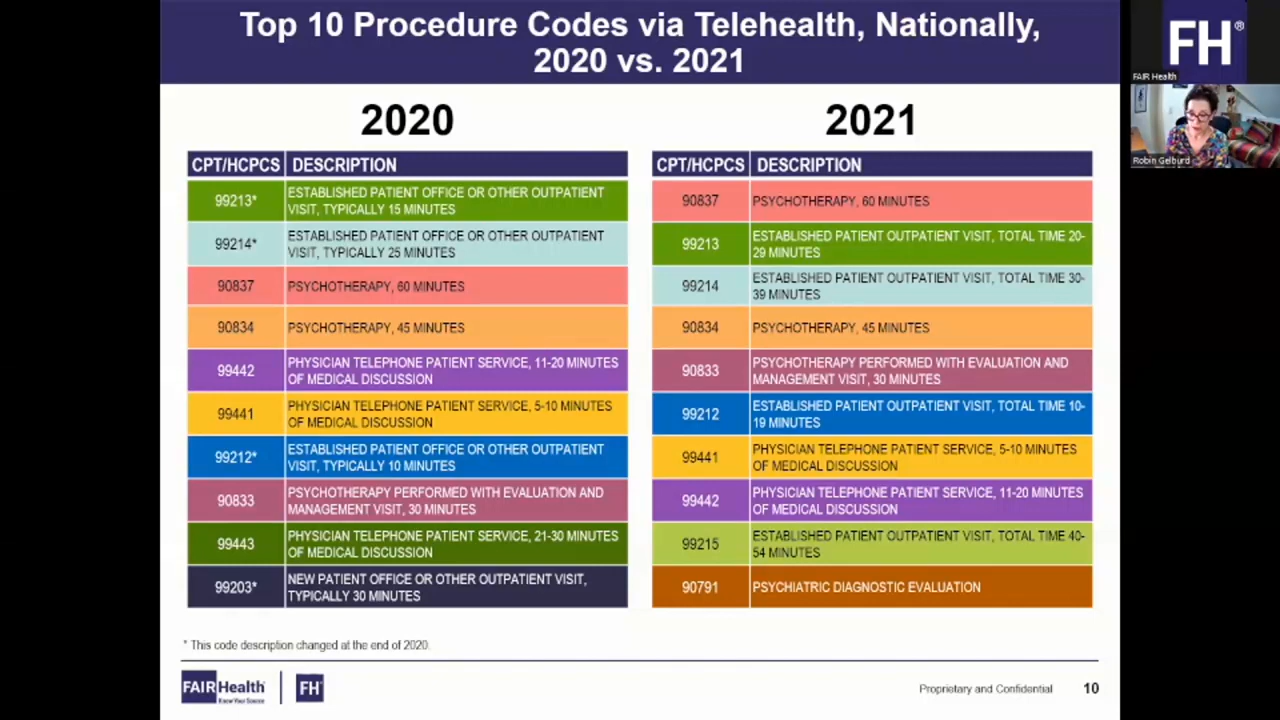 Top 10 Procedure Codes via Telehealth, Nationally,
2020 vs. 2021
2020
CPT/HCPCS DESCRIPTION
99213* ESTABLISHED PATIENT OFFICE OR OTHER OUTPATIENT
VISIT, TYPICALLY 15 MINUTES
99214* ESTABLISHED PATIENT OFFICE OR OTHER OUTPATIENT
VISIT, TYPICALLY 25 MINUTES
90837 PSYCHOTHERAPY, 60 MINUTES
90834 PSYCHOTHERAPY, 45 MINUTES
99442 PHYSICIAN TELEPHONE PATIENT SERVICE, 11-20 MINUTES
OF MEDICAL DISCUSSION
99441 PHYSICIAN TELEPHONE PATIENT SERVICE, 5-10 MINUTES
OF MEDICAL DISCUSSION
99212* ESTABLISHED PATIENT OFFICE OR OTHER OUTPATIENT
VISIT, TYPICALLY 10 MINUTES
90833 PSYCHOTHERAPY PERFORMED WITH EVALUATION AND
MANAGEMENT VISIT, 30 MINUTES
99443 PHYSICIAN TELEPHONE PATIENT SERVICE, 21-30 MINUTES
OF MEDICAL DISCUSSION
99203* NEW PATIENT OFFICE OR OTHER OUTPATIENT VISIT,
TYPICALLY 30 MINUTES
2021
CPT/HCPCS DESCRIPTION
90837 PSYCHOTHERAPY, 60 MINUTES
99213 ESTABLISHED PATIENT OUTPATIENT VISIT, TOTAL TIME 20-
29 MINUTES
99214 ESTABLISHED PATIENT OUTPATIENT VISIT, TOTAL TIME 30-
39 MINUTES
90834 PSYCHOTHERAPY, 45 MINUTES
90833 PSYCHOTHERAPY PERFORMED WITH EVALUATION AND
MANAGEMENT VISIT, 30 MINUTES
99212 ESTABLISHED PATIENT OUTPATIENT VISIT, TOTAL TIME 10-
19 MINUTES
99441 PHYSICIAN TELEPHONE PATIENT SERVICE, 5-10 MINUTES
OF MEDICAL DISCUSSION
99442 PHYSICIAN TELEPHONE PATIENT SERVICE, 11-20 MINUTES
OF MEDICAL DISCUSSION
99215 ESTABLISHED PATIENT OUTPATIENT VISIT, TOTAL TIME 40-
54 MINUTES
90791 PSYCHIATRIC DIAGNOSTIC EVALUATION
* This code description changed at the end of 2020.
FAIR Health
Know Your Source
FH
Proprietary and Confidential 10
FH®
FAIR Health
Robin Gelburd